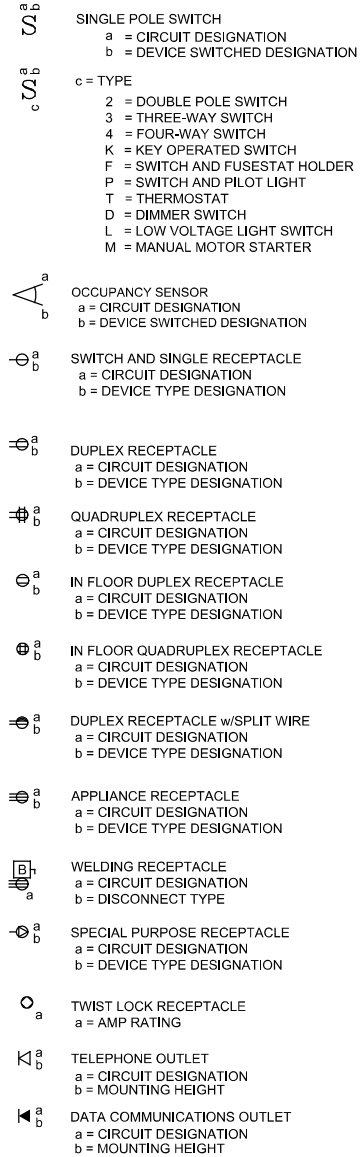 a b
S
SINGLE POLE SWITCH
a = CIRCUIT DESIGNATION
b = DEVICE SWITCHED DESIGNATION
a b
S
c
c = TYPE
2 = DOUBLE POLE SWITCH
3 = THREE-WAY SWITCH
4 = FOUR-WAY SWITCH
K = KEY OPERATED SWITCH
F = SWITCH AND FUSESTAT HOLDER
P = SWITCH AND PILOT LIGHT
T = THERMOSTAT
D = DIMMER SWITCH
L = LOW VOLTAGE LIGHT SWITCH
M = MANUAL MOTOR STARTER
a
b
OCCUPANCY SENSOR
a = CIRCUIT DESIGNATION
b = DEVICE SWITCHED DESIGNATION
a
b
SWITCH AND SINGLE RECEPTACLE
a = CIRCUIT DESIGNATION
b = DEVICE TYPE DESIGNATION
a
b
DUPLEX RECEPTACLE
a = CIRCUIT DESIGNATION
b = DEVICE TYPE DESIGNATION
a
b
QUADRUPLEX RECEPTACLE
a = CIRCUIT DESIGNATION
b = DEVICE TYPE DESIGNATION
a
b
IN FLOOR DUPLEX RECEPTACLE
a = CIRCUIT DESIGNATION
b = DEVICE TYPE DESIGNATION
a
b
IN FLOOR QUADRUPLEX RECEPTACLE
a = CIRCUIT DESIGNATION
b = DEVICE TYPE DESIGNATION
a
b
DUPLEX RECEPTACLE w/SPLIT WIRE
a = CIRCUIT DESIGNATION
b = DEVICE TYPE DESIGNATION
a
b
APPLIANCE RECEPTACLE
a = CIRCUIT DESIGNATION
b = DEVICE TYPE DESIGNATION
B
a
WELDING RECEPTACLE
a = CIRCUIT DESIGNATION
b = DISCONNECT TYPE
a
b
SPECIAL PURPOSE RECEPTACLE
a = CIRCUIT DESIGNATION
b = DEVICE TYPE DESIGNATION
a
TWIST LOCK RECEPTACLE
a = AMP RATING
a
b
TELEPHONE OUTLET
a = CIRCUIT DESIGNATION
b = MOUNTING HEIGHT
a
b
DATA COMMUNICATIONS OUTLET
a = CIRCUIT DESIGNATION
b = MOUNTING HEIGHT